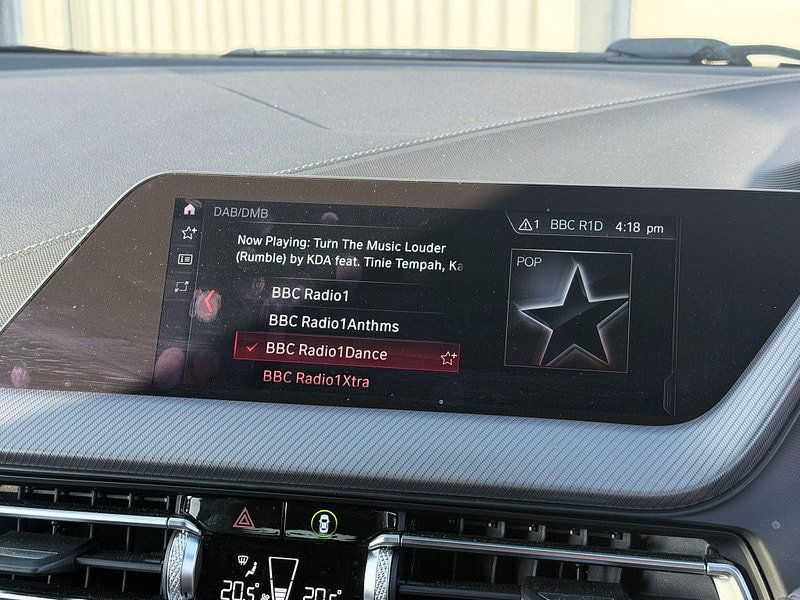 DAB/DMB
1 BBC R1D 4:18 pm
Now Playing: Turn The Music Louder
(Rumble) by KDA feat. Tinie Tempah, Ka
POP
BBC Radio1
BBC Radio1Anthms
BBC Radio1Dance
BBC Radio1Xtra
20.5° 20.5°